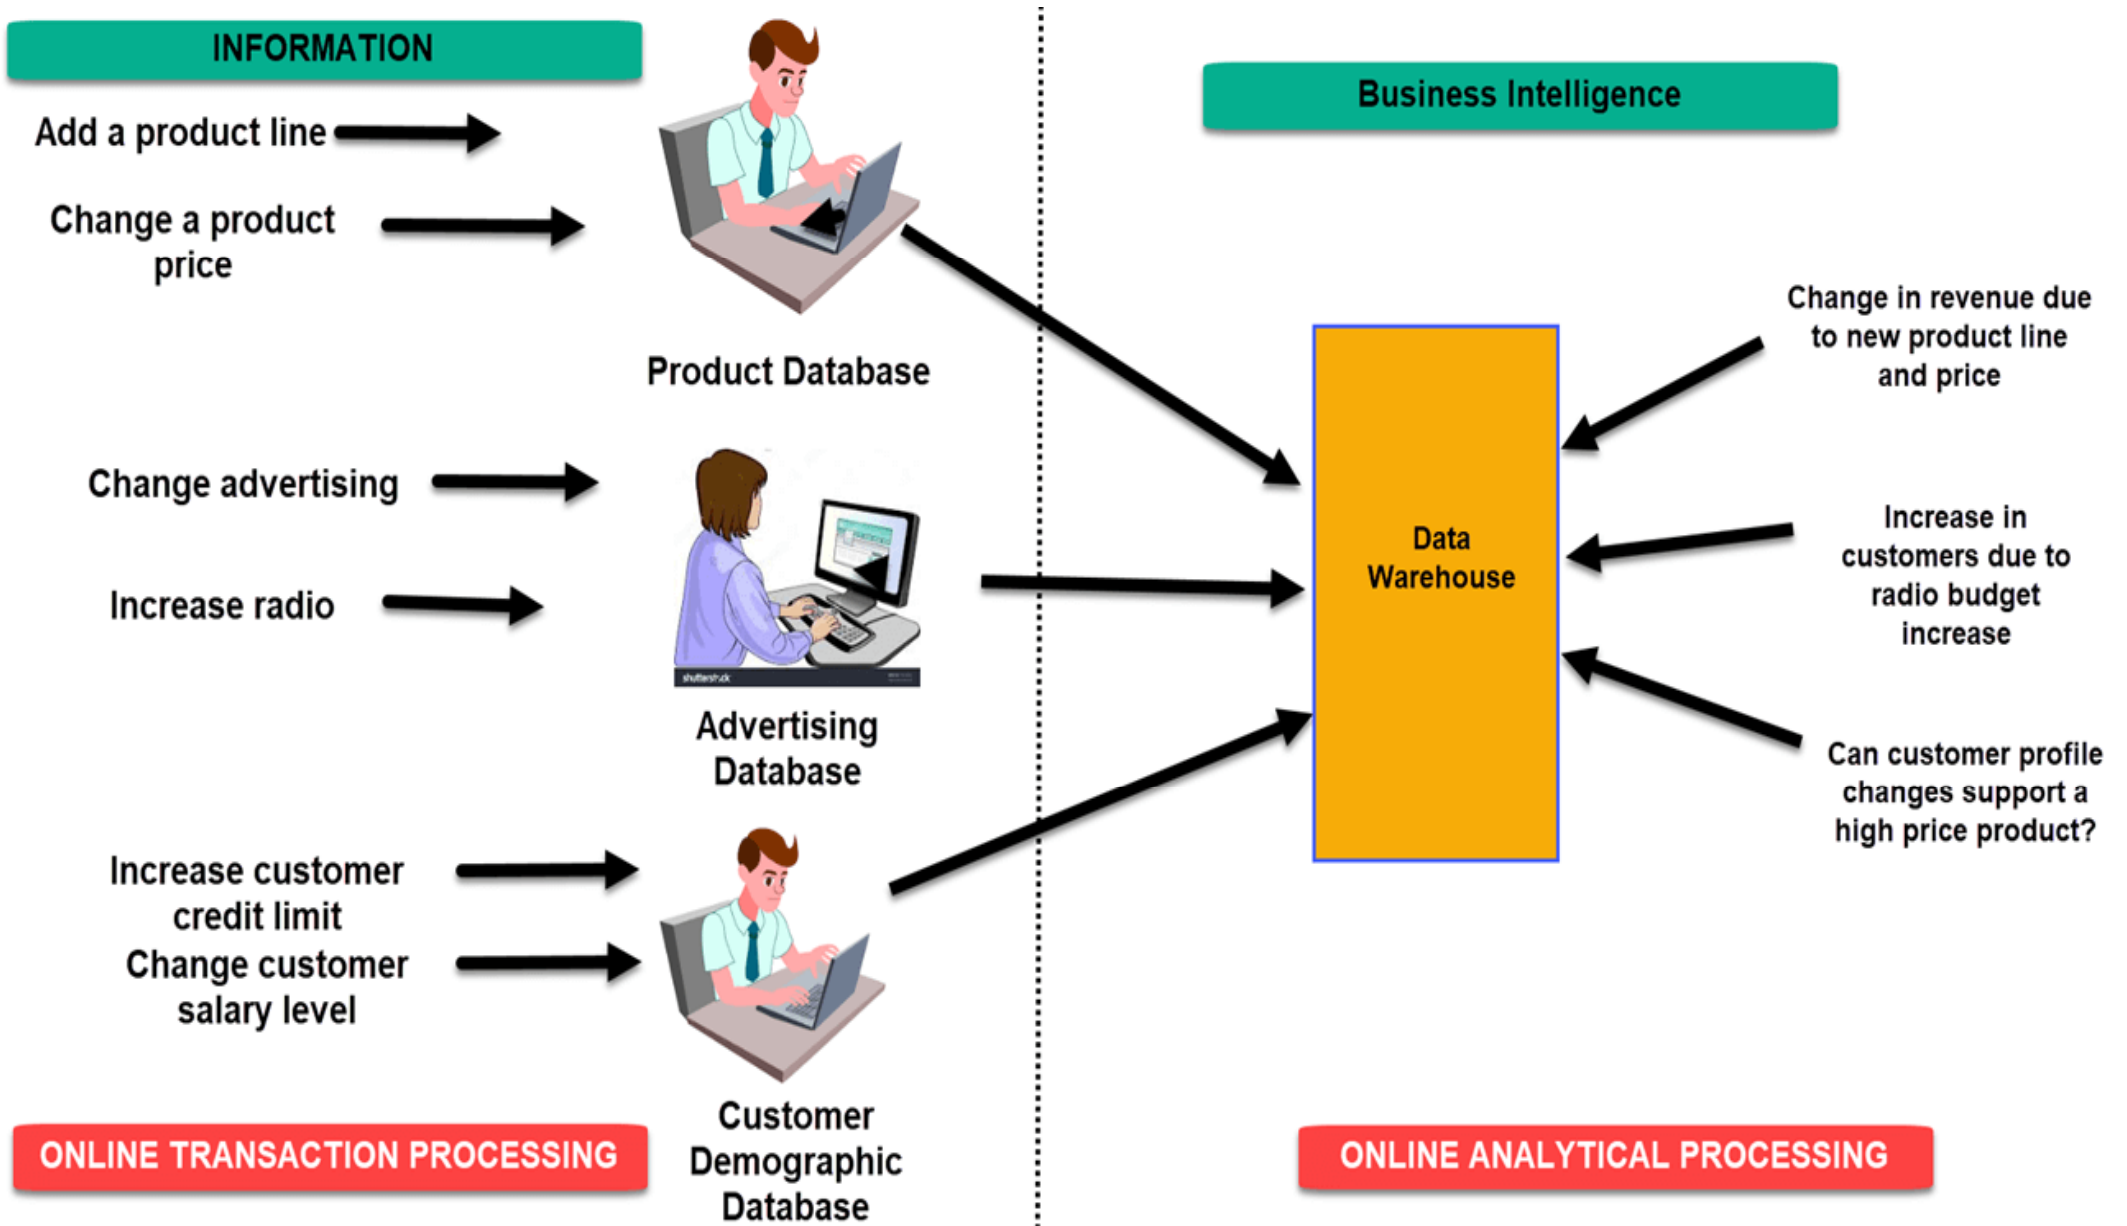 INFORMATION
Add a product line
Change a product
price
Product Database
Change advertising
Increase radio
shutterstock
Advertising
Database
Increase customer
credit limit
Change customer
salary level
Customer
Demographic
Database
ONLINE TRANSACTION PROCESSING
Business Intelligence
Data
Warehouse
Change in revenue due
to new product line
and price
Increase in
customers due to
radio budget
increase
Can customer profile
changes support a
high price product?
ONLINE ANALYTICAL PROCESSING